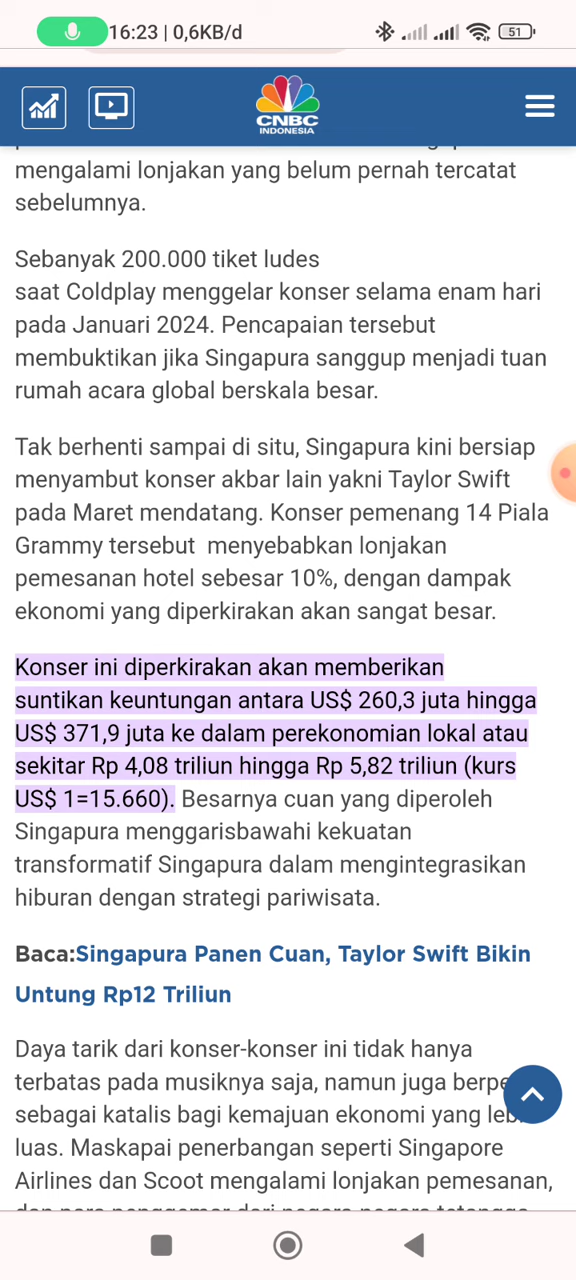 16:23 | 0,6KB/d
51
CNBC
INDONESIA
mengalami lonjakan yang belum pernah tercatat
sebelumnya.
Sebanyak 200.000 tiket ludes
saat Coldplay menggelar konser selama enam hari
pada Januari 2024. Pencapaian tersebut
membuktikan jika Singapura sanggup menjadi tuan
rumah acara global berskala besar.
Tak berhenti sampai di situ, Singapura kini bersiap
menyambut konser akbar lain yakni Taylor Swift
pada Maret mendatang. Konser pemenang 14 Piala
Grammy tersebut menyebabkan lonjakan
pemesanan hotel sebesar 10%, dengan dampak
ekonomi yang diperkirakan akan sangat besar.
Konser ini diperkirakan akan memberikan
suntikan keuntungan antara US$ 260,3 juta hingga
US$ 371,9 juta ke dalam perekonomian lokal atau
sekitar Rp 4,08 triliun hingga Rp 5,82 triliun (kurs
US$ 1=15.660). Besarnya cuan yang diperoleh
Singapura menggarisbawahi kekuatan
transformatif Singapura dalam mengintegrasikan
hiburan dengan strategi pariwisata.
Baca:Singapura Panen Cuan, Taylor Swift Bikin
Untung Rp12 Triliun
Daya tarik dari konser-konser ini tidak hanya
terbatas pada musiknya saja, namun juga berpe
sebagai katalis bagi kemajuan ekonomi yang leb
luas. Maskapai penerbangan seperti Singapore
Airlines dan Scoot mengalami lonjakan pemesanan,